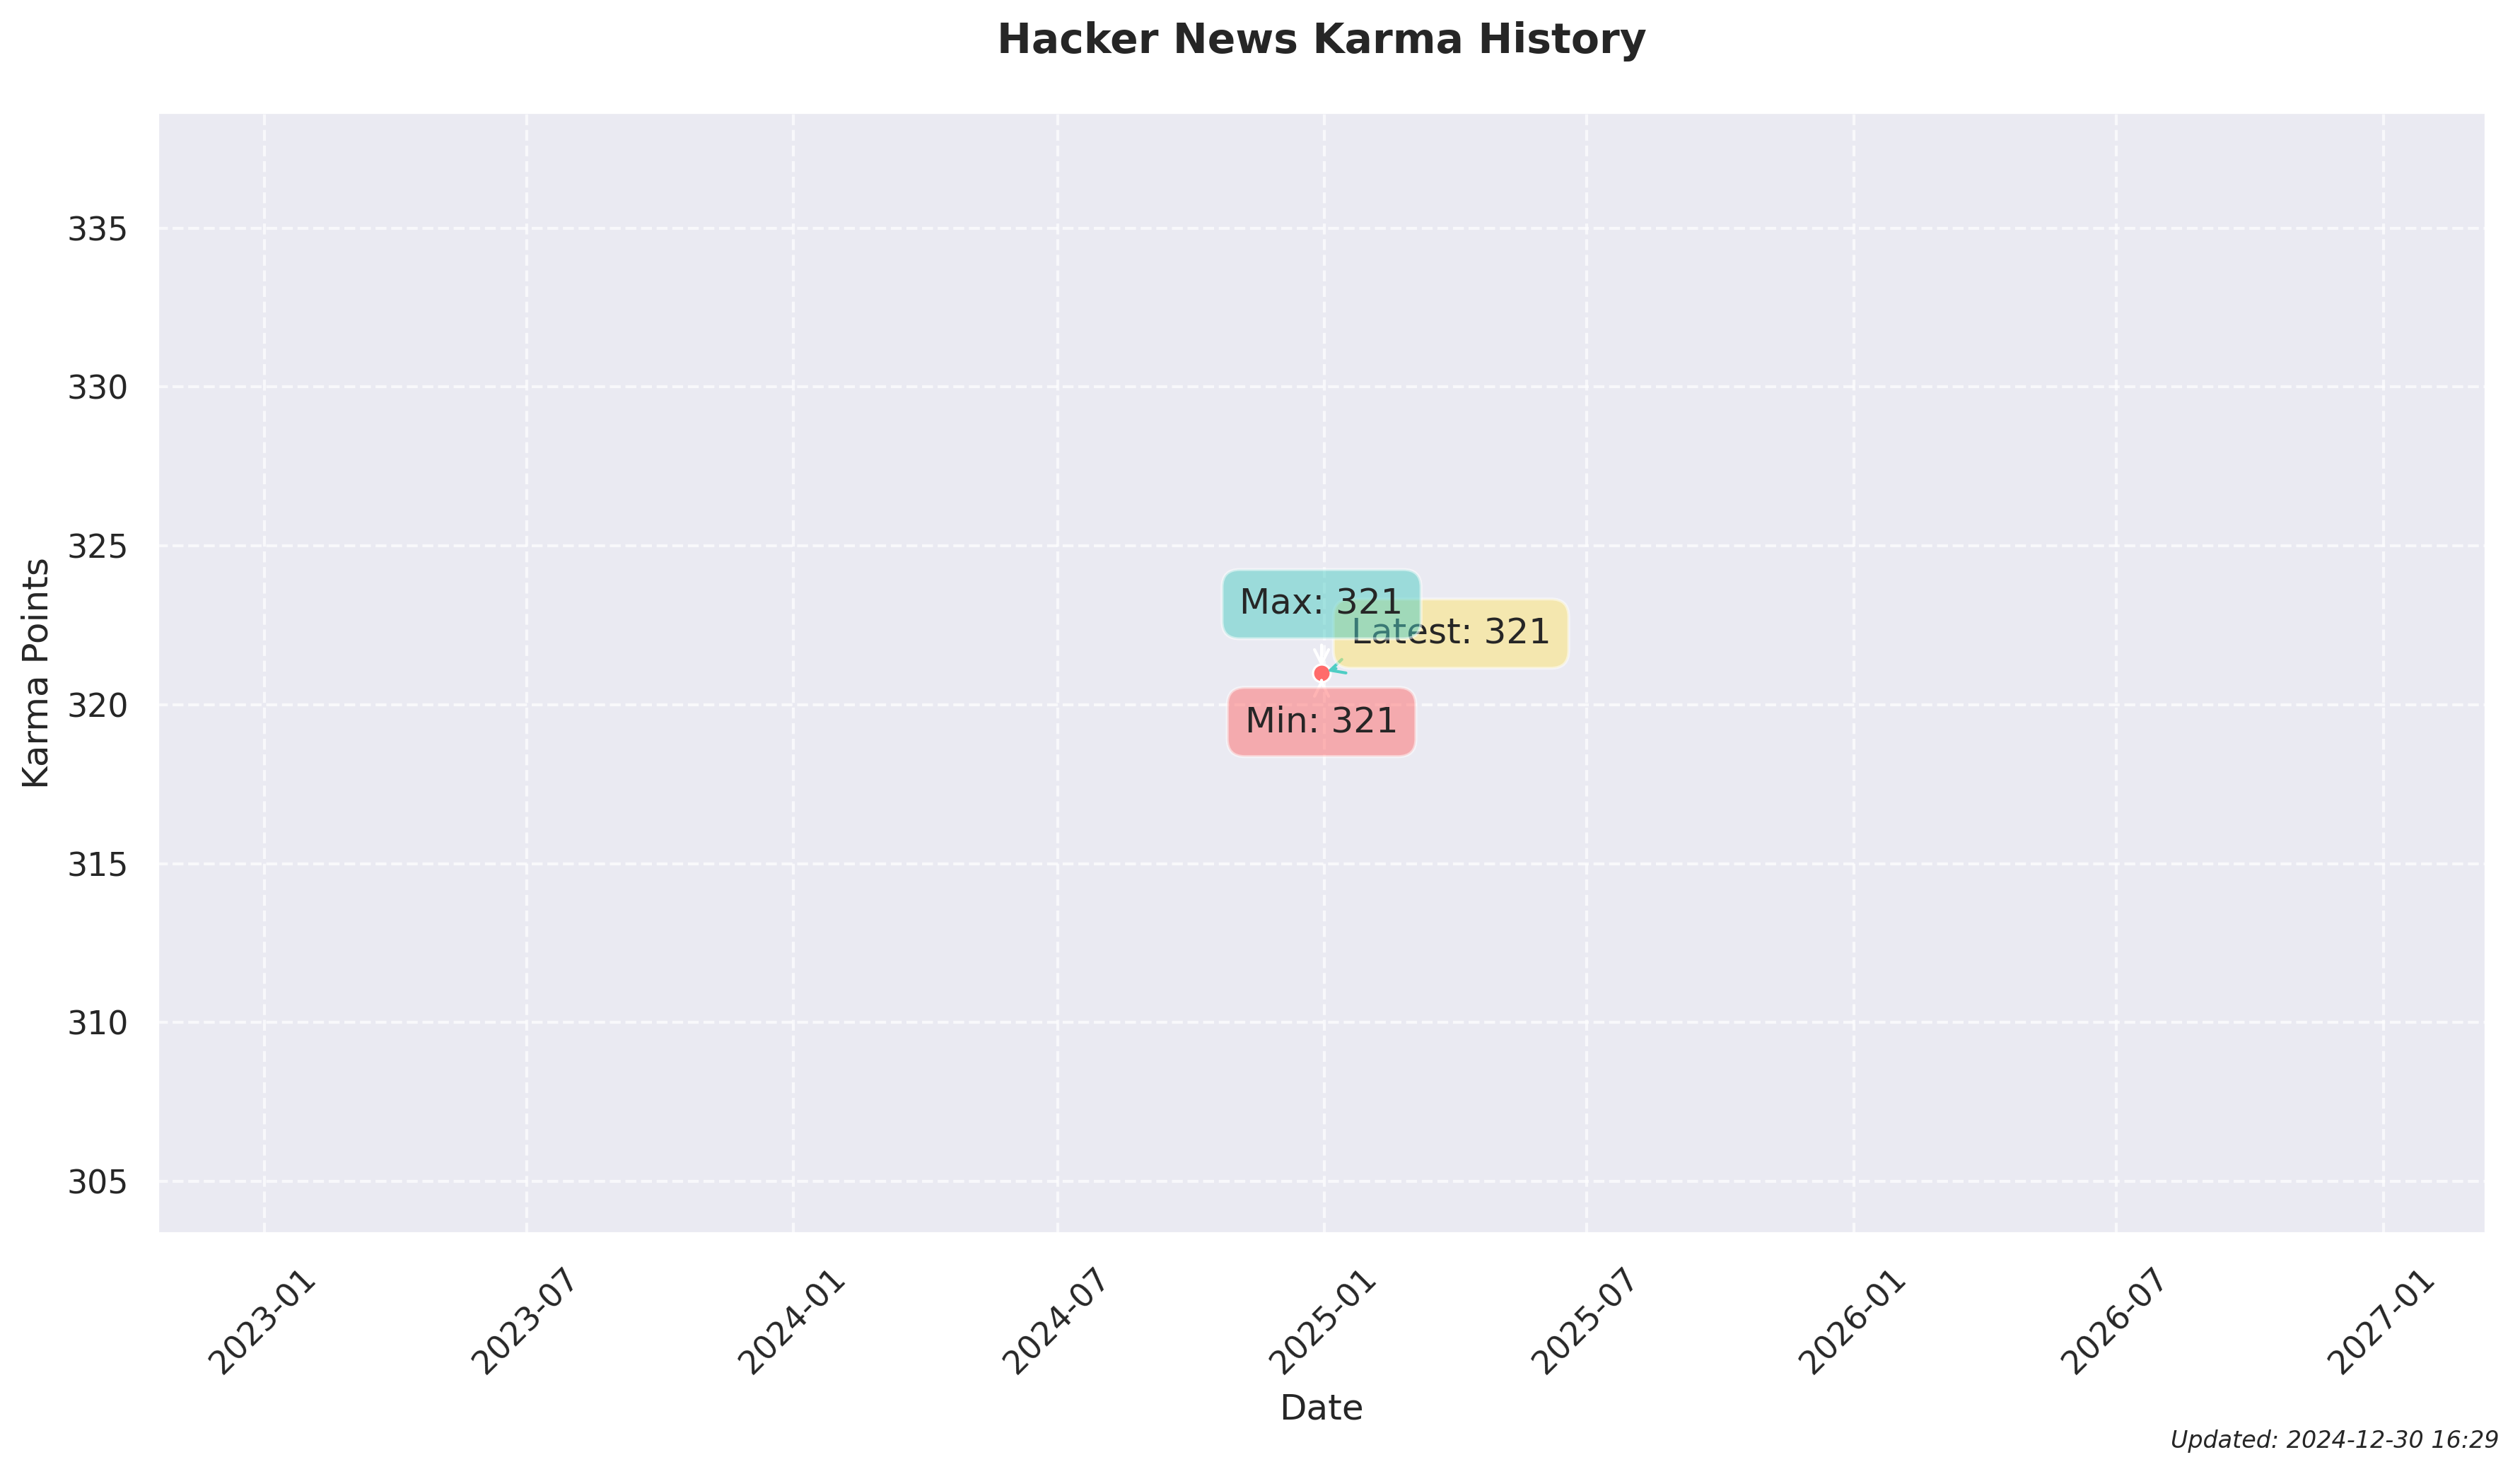 Hacker News Karma History
Karma Points
335
330
325
320
315
310
305
Max: 321
Latest: 321
Min: 321
2023-01
2023-07
2024-01
2024-07
2025-01
2025-07
2026-01
2026-07
2027-01
Date
Updated: 2024-12-30 16:29